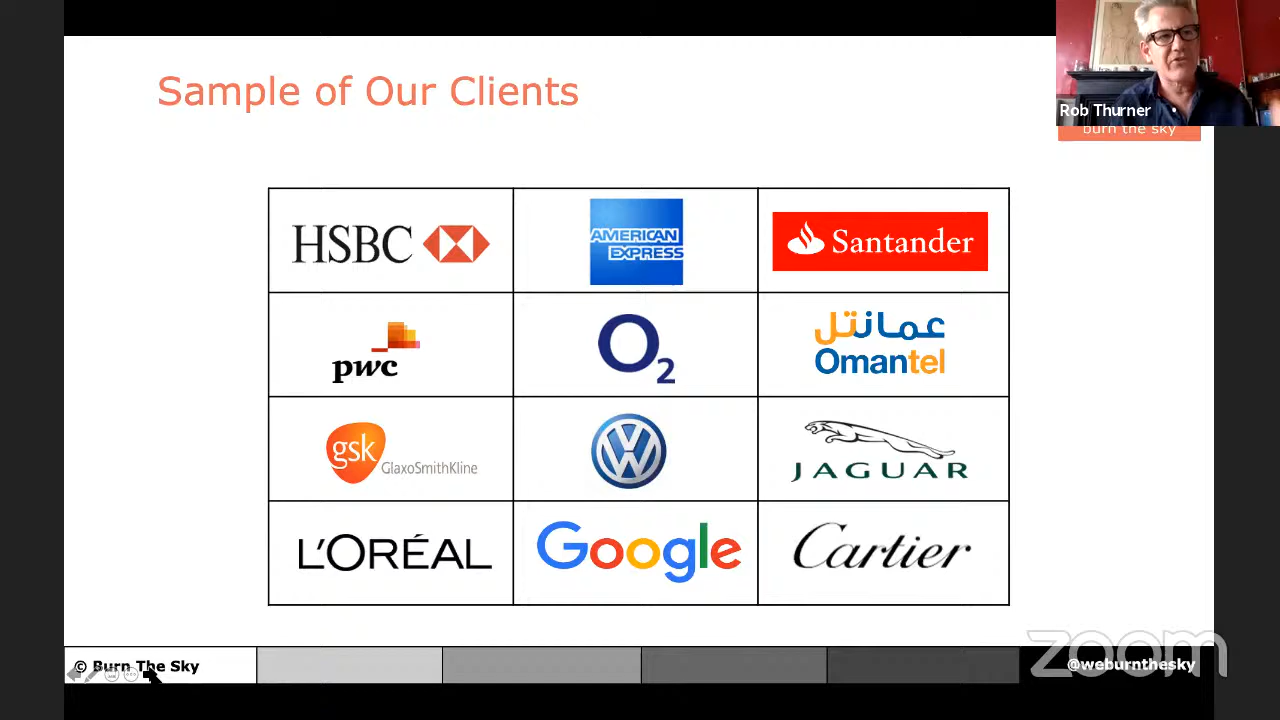 Sample of Our Clients
Rob Thurner
burn the sky
HSBC
AMERICAN
EXPRESS
Santander
pwc
O2
عمانتل
Omantel
gsk
GlaxoSmithKline
VW
JAGUAR
L'ORÉAL
Google
Cartier
© Burn The Sky
@weburnthesky
zoom